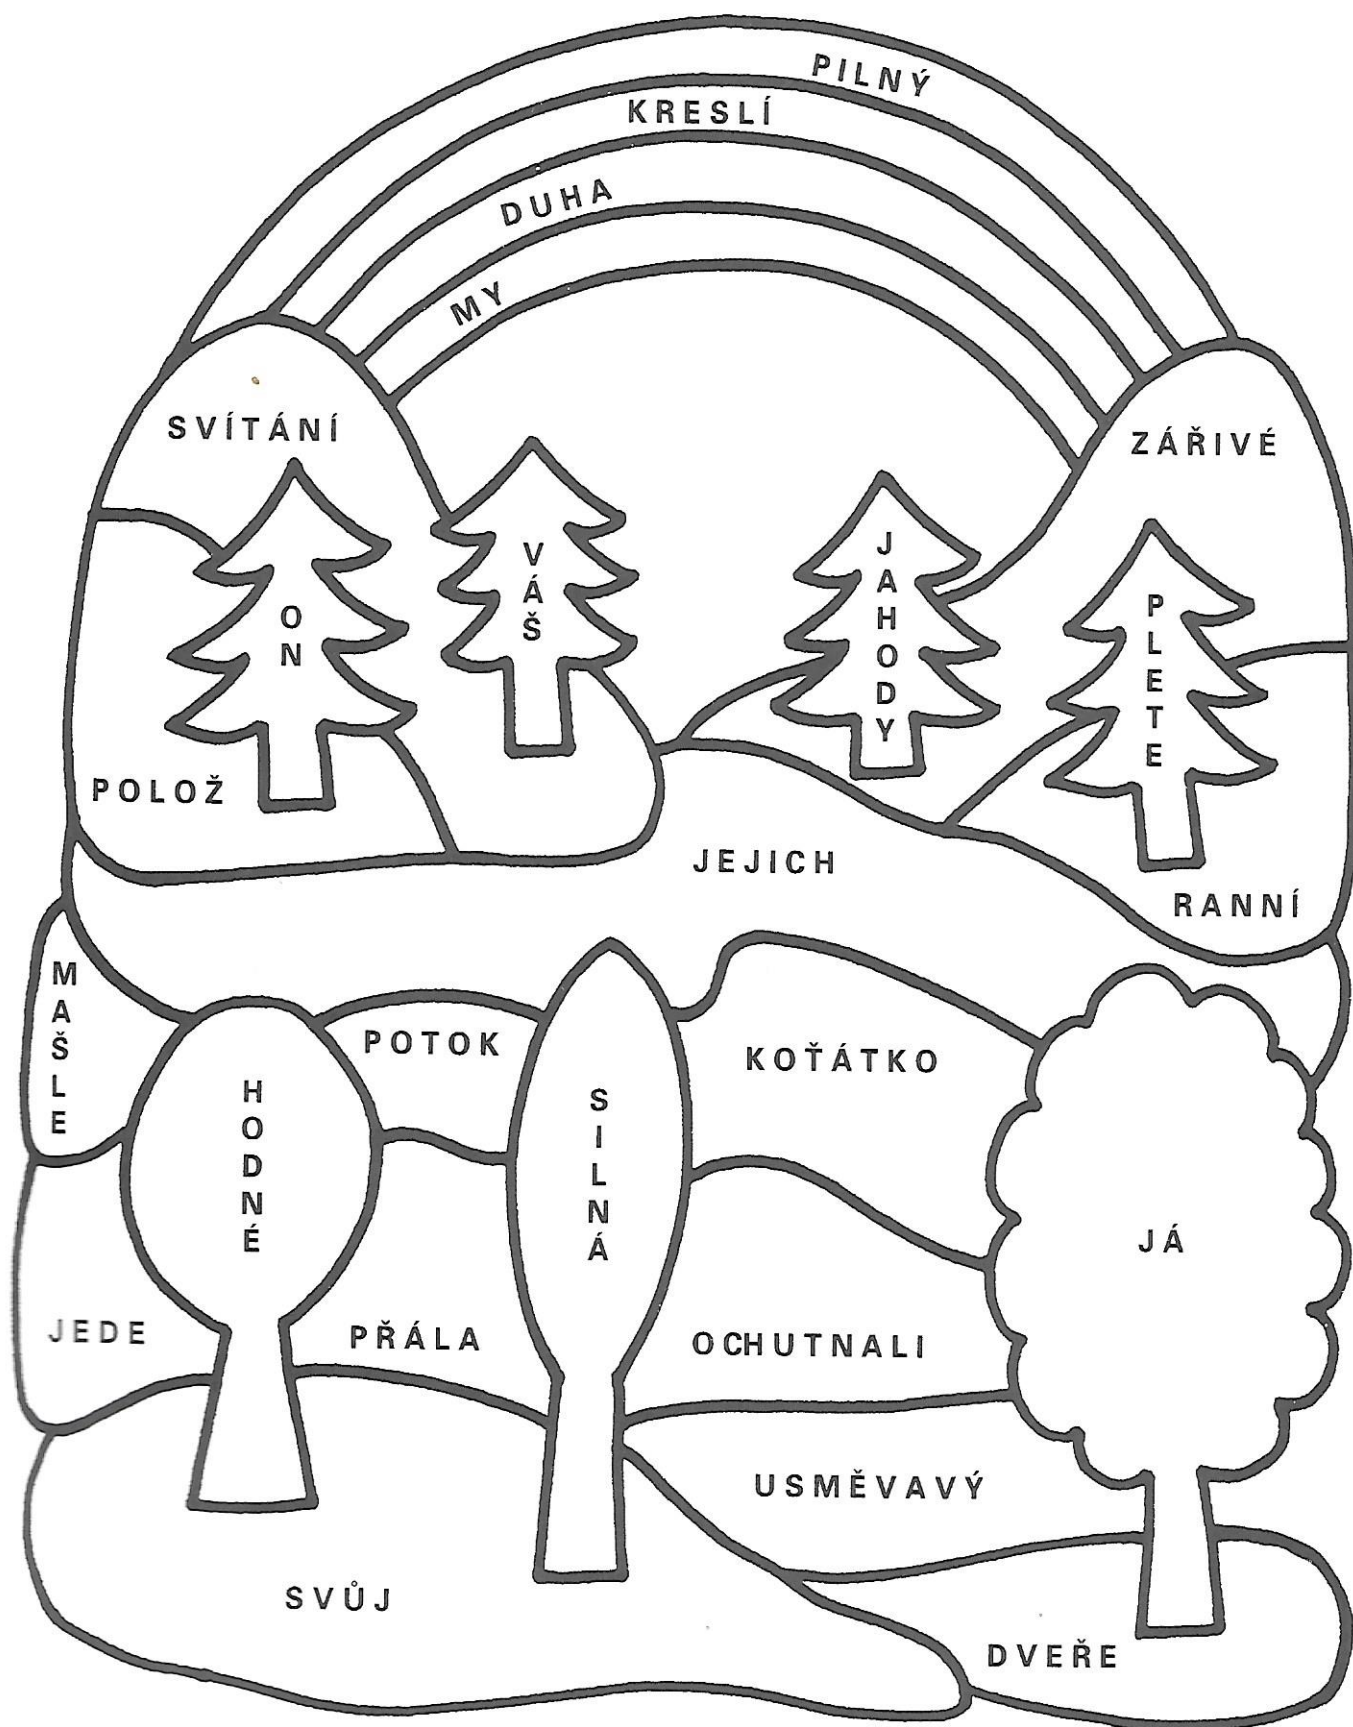 PILNÝ
KRESLÍ
DUHA
MY
SVÍTÁNÍ
ZÁŘIVÉ
ON
VÁŠ
JAHODY
PLETE
POLOŽ
JEJICH
RANNÍ
MAŠLE
POTOK
KOŤÁTKO
HODNÉ
SILNÁ
JÁ
JEDE
PŘÁLA
OCHUTNALI
USMĚVAVÝ
SVŮJ
DVEŘE